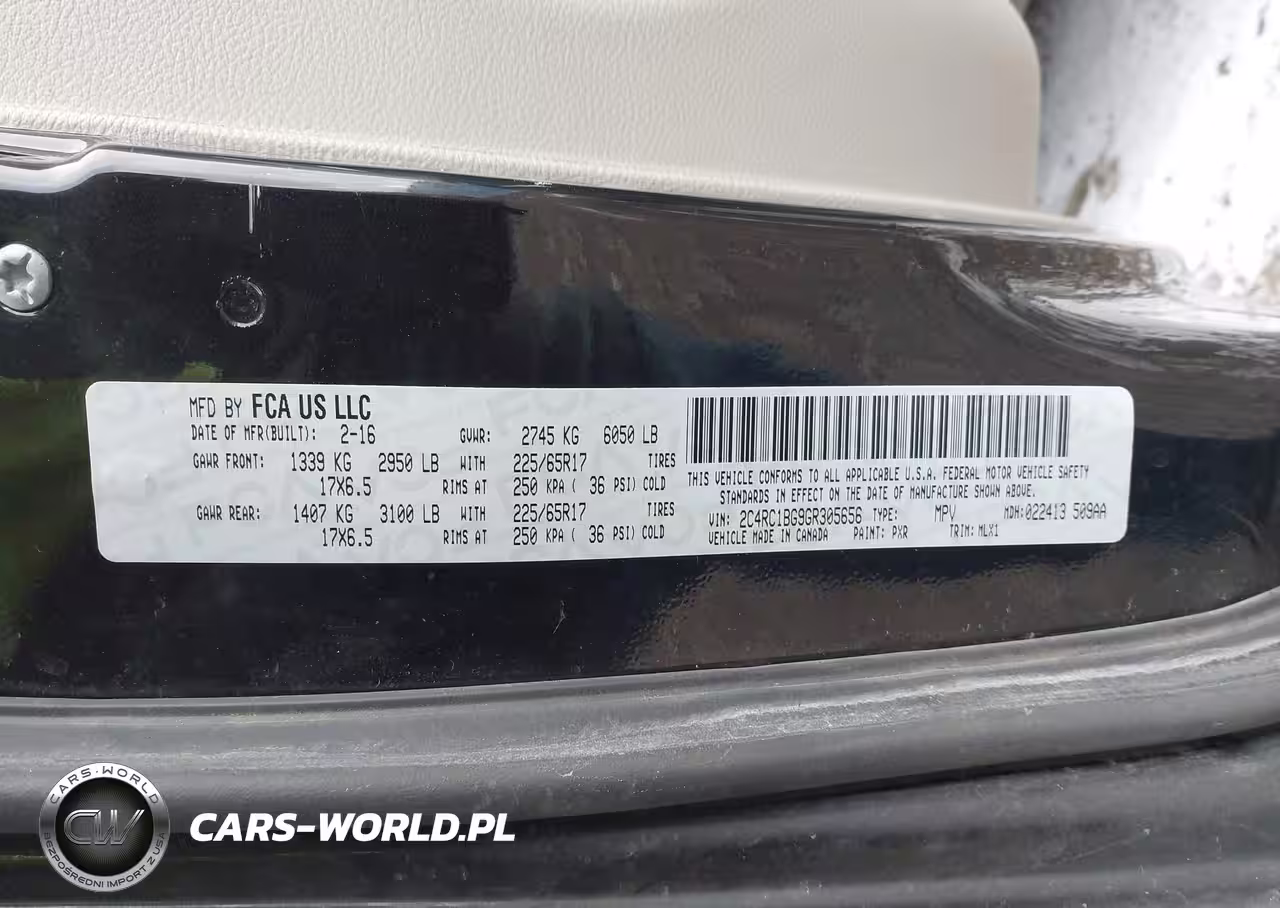 MFD BY FCA US LLC
DATE OF MFR(BUILT): 2-16 GVWR: 2745 KG 6050 LB
GAWR FRONT: 1339 KG 2950 LB WITH 225/65R17 TIRES
17X6.5 RIMS AT 250 KPA ( 36 PSI) COLD
GAWR REAR: 1407 KG 3100 LB WITH 225/65R17 TIRES
17X6.5 RIMS AT 250 KPA ( 36 PSI) COLD
THIS VEHICLE CONFORMS TO ALL APPLICABLE U.S.A. FEDERAL MOTOR VEHICLE SAFETY
STANDARDS IN EFFECT ON THE DATE OF MANUFACTURE SHOWN ABOVE.
VIN: 2C4RC1BG9GR305656 TYPE: MPV MDH:022413 509AA
VEHICLE MADE IN CANADA PAINT: PXR TRIM: MLX1
CARS-WORLD
CW
BEZPOŚREDNI IMPORT Z USA
CARS-WORLD.PL